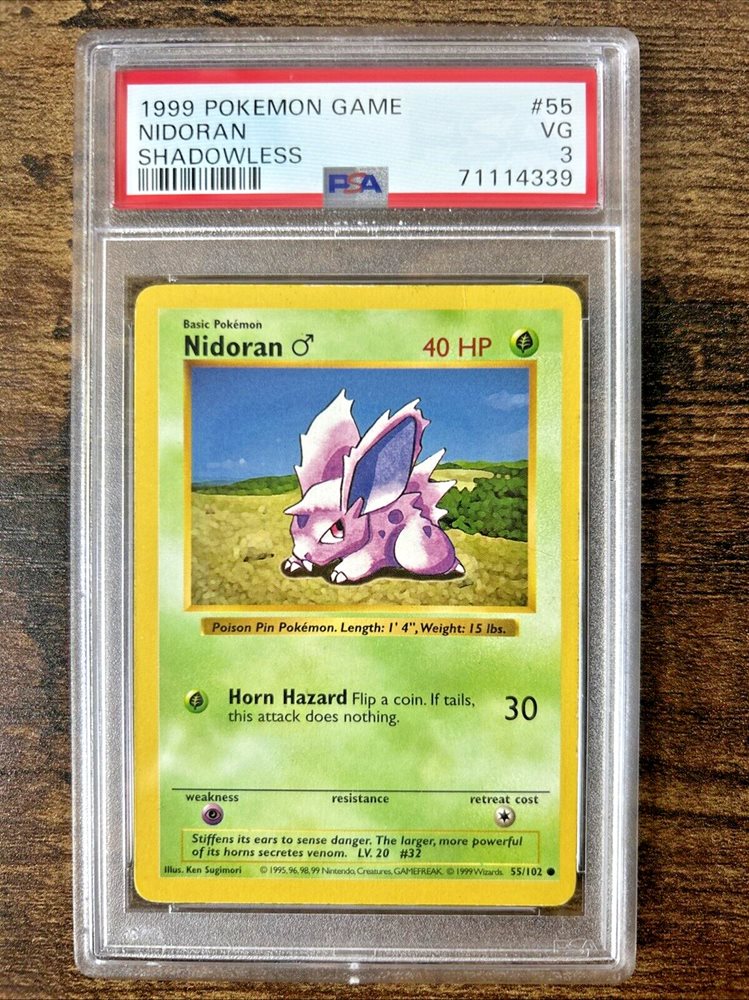 1999 POKEMON GAME #55
NIDORAN VG
SHADOWLESS 3
PSA 71114339
Basic Pokémon
Nidoran ♂ 40 HP
Poison Pin Pokémon. Length: 1' 4", Weight: 15 lbs.
Horn Hazard Flip a coin. If tails,
this attack does nothing. 30
weakness resistance retreat cost
Stiffens its ears to sense danger. The larger, more powerful
of its horns secretes venom. LV. 20 #32
Illus. Ken Sugimori © 1995, 96, 98, 99 Nintendo, Creatures, GAMEFREAK. © 1999 Wizards. 55/102 ●
PSA